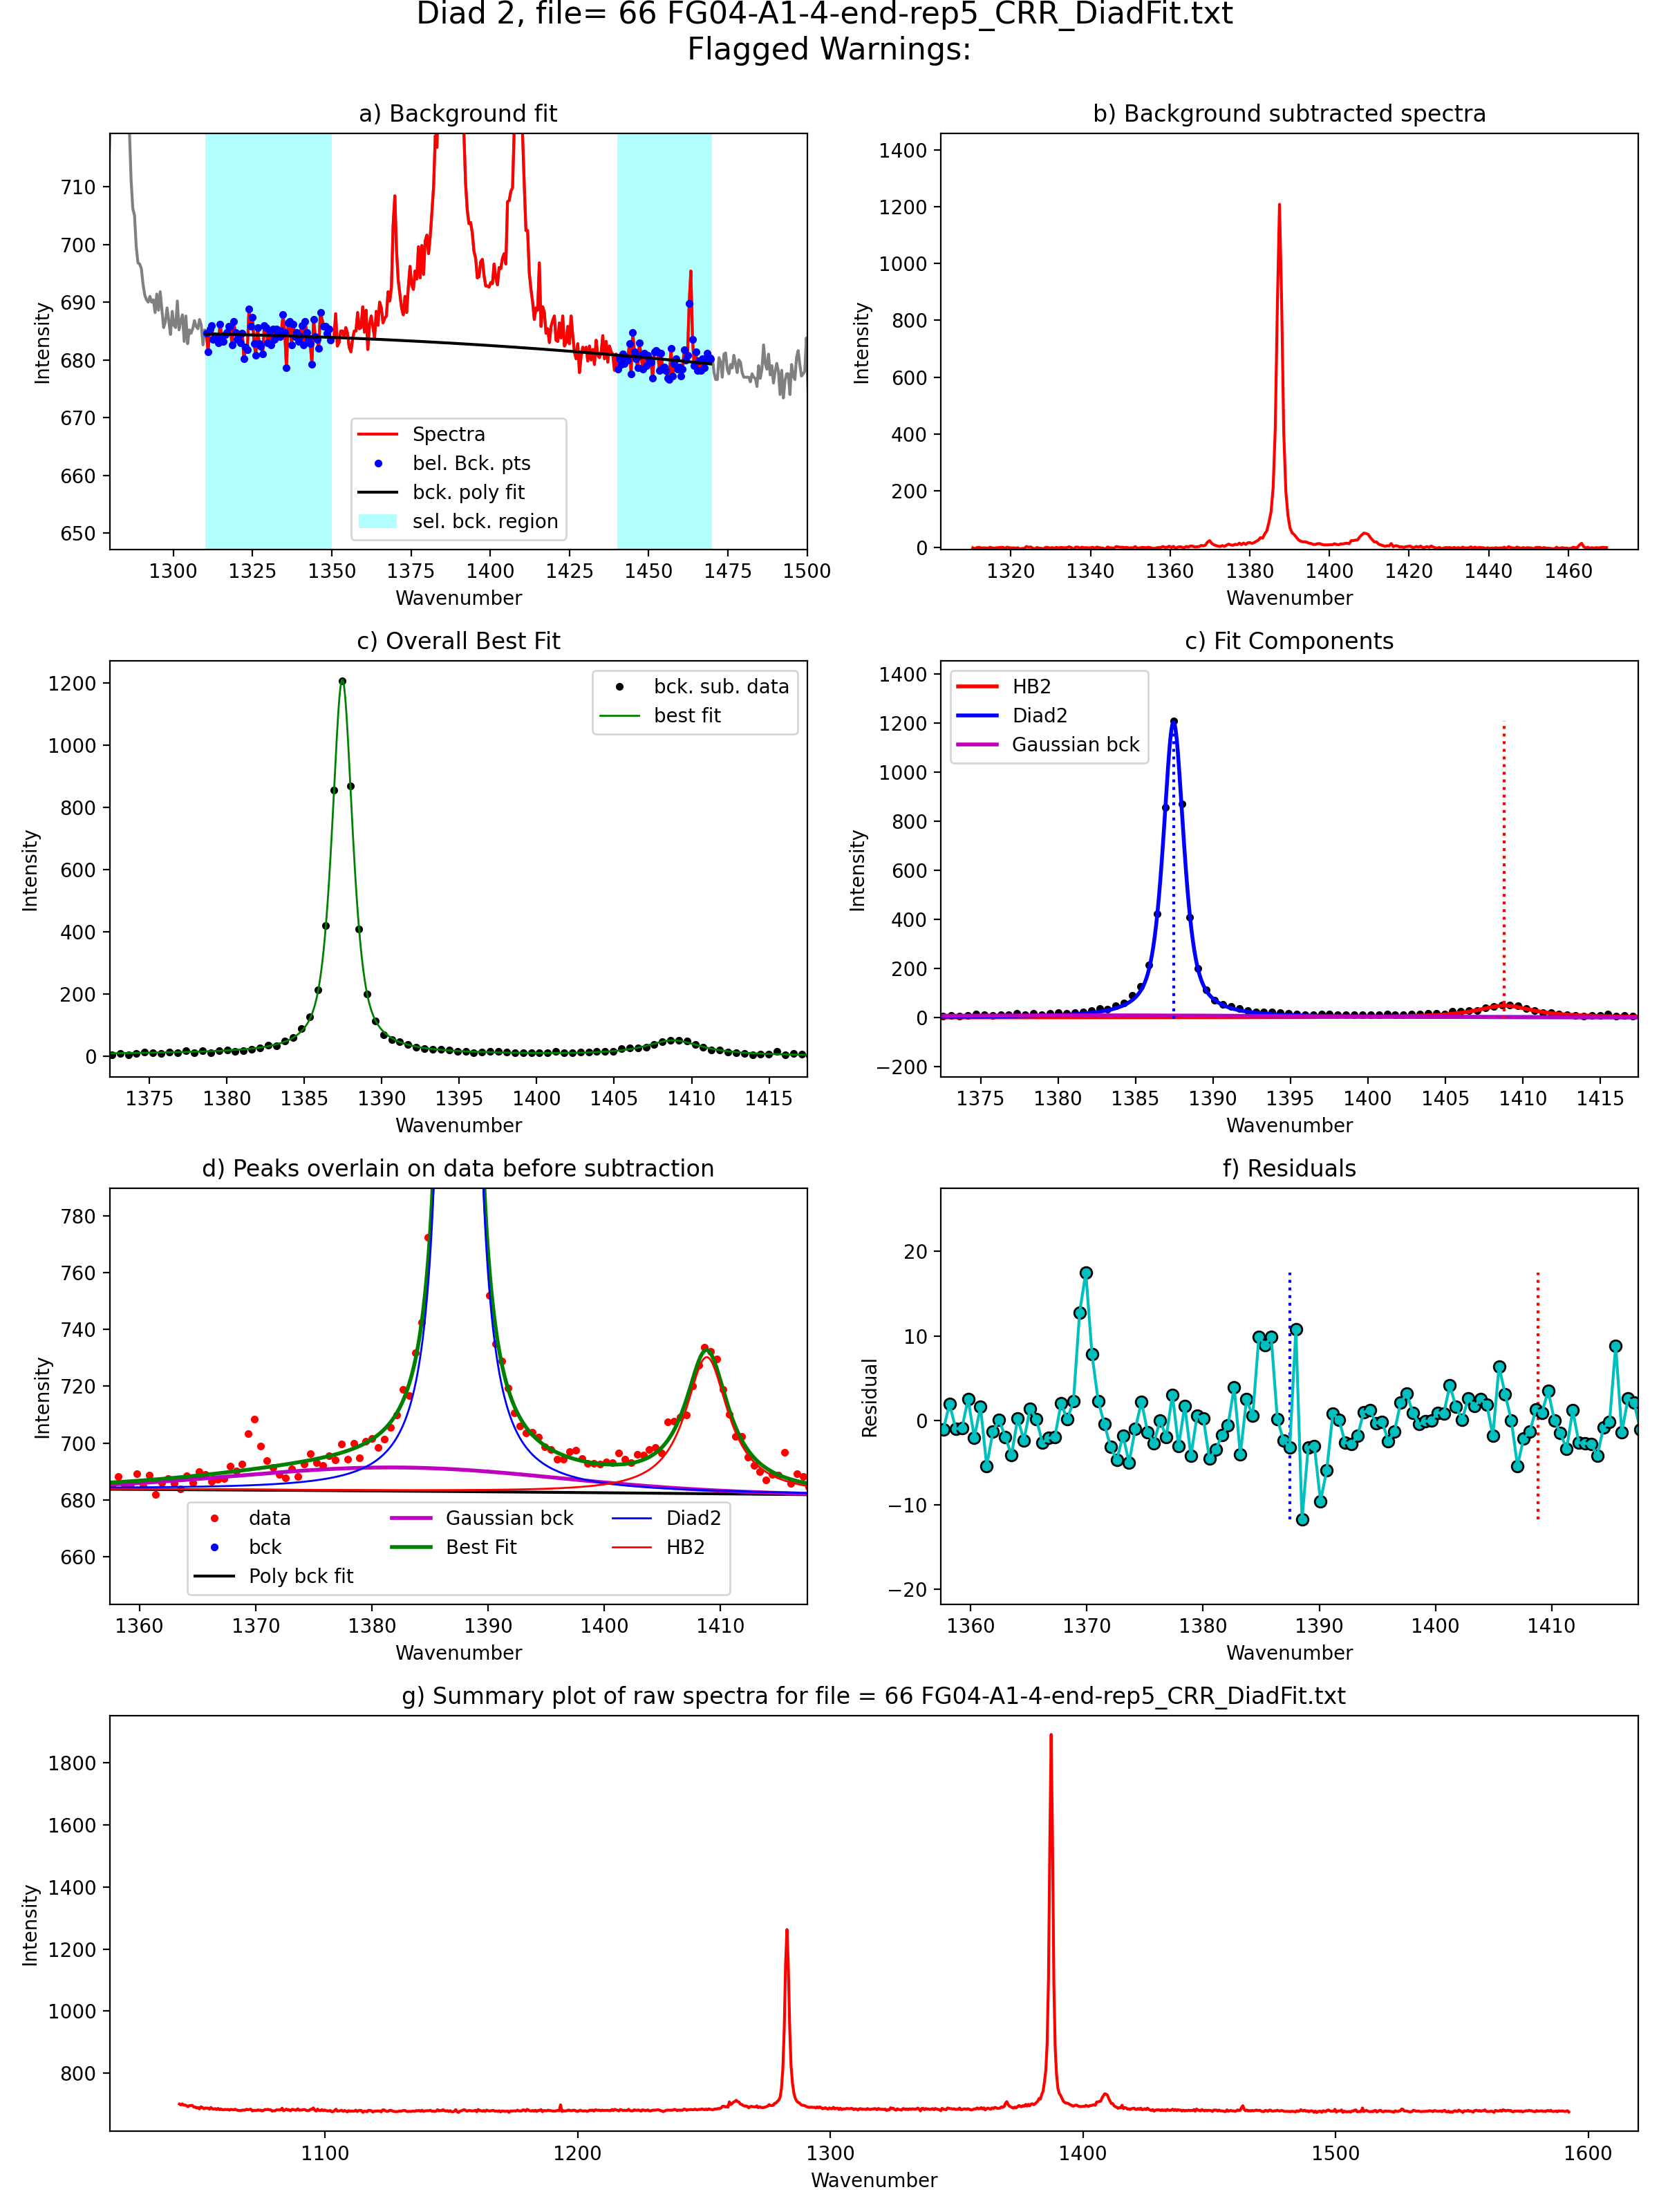 Diad 2, file= 66 FG04-A1-4-end-rep5_CRR_DiadFit.txt
Flagged Warnings:
a) Background fit
Intensity
710
700
690
680
670
660
650
Spectra
bel. Bck. pts
bck. poly fit
sel. bck. region
1300 1325 1350 1375 1400 1425 1450 1475 1500
Wavenumber
b) Background subtracted spectra
Intensity
1400
1200
1000
800
600
400
200
0
1320 1340 1360 1380 1400 1420 1440 1460
Wavenumber
c) Overall Best Fit
Intensity
1200
1000
800
600
400
200
0
bck. sub. data
best fit
1375 1380 1385 1390 1395 1400 1405 1410 1415
Wavenumber
c) Fit Components
Intensity
1400
1200
1000
800
600
400
200
0
−200
HB2
Diad2
Gaussian bck
1375 1380 1385 1390 1395 1400 1405 1410 1415
Wavenumber
d) Peaks overlain on data before subtraction
Intensity
780
760
740
720
700
680
660
data
bck
Poly bck fit
Gaussian bck
Best Fit
Diad2
HB2
1360 1370 1380 1390 1400 1410
Wavenumber
f) Residuals
Residual
20
10
0
−10
−20
1360 1370 1380 1390 1400 1410
Wavenumber
g) Summary plot of raw spectra for file = 66 FG04-A1-4-end-rep5_CRR_DiadFit.txt
Intensity
1800
1600
1400
1200
1000
800
1100 1200 1300 1400 1500 1600
Wavenumber